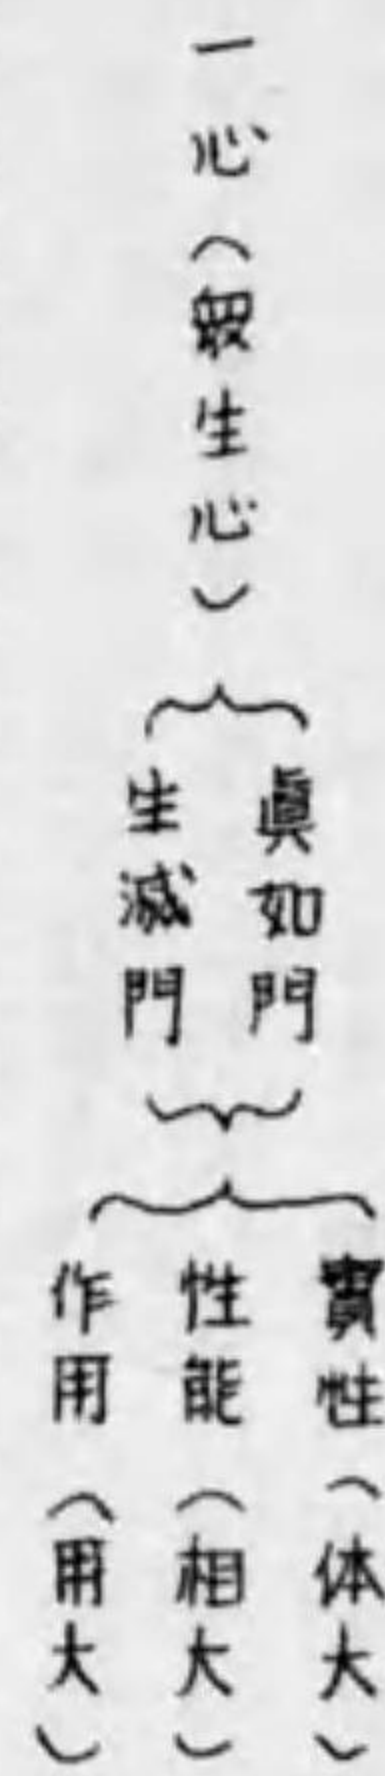 一心（眾生心）
眞如門
生滅門
實性（体大）
性能（相大）
作用（用大）